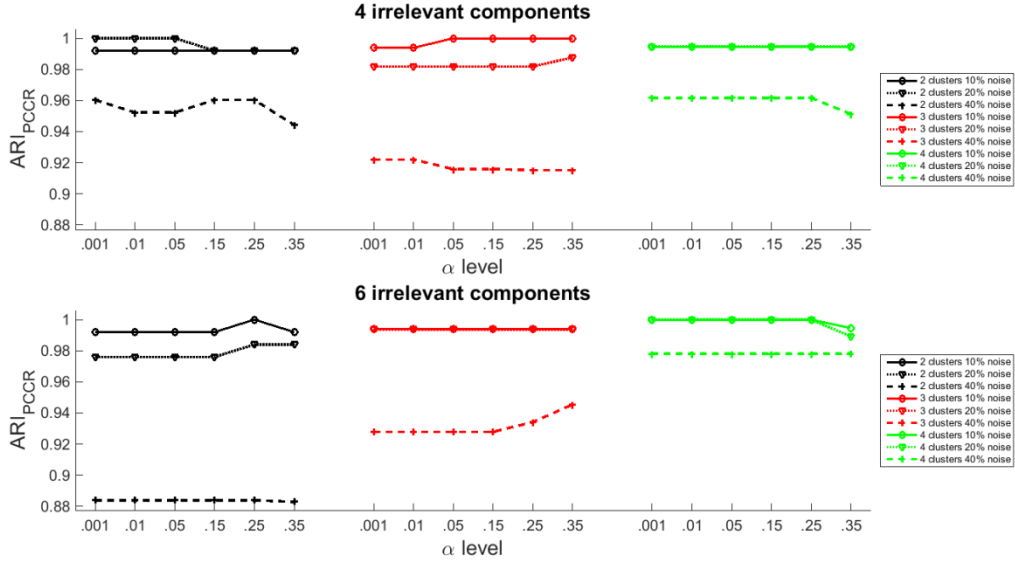 4 irrelevant components
1
0.98
0.96
0.94
0.92
0.9
0.88
ARI_PCCR
.001 .01 .05 .15 .25 .35 .001 .01 .05 .15 .25 .35 .001 .01 .05 .15 .25 .35
α level
2 clusters 10% noise
2 clusters 20% noise
2 clusters 40% noise
3 clusters 10% noise
3 clusters 20% noise
3 clusters 40% noise
4 clusters 10% noise
4 clusters 20% noise
4 clusters 40% noise
6 irrelevant components
1
0.98
0.96
0.94
0.92
0.9
0.88
ARI_PCCR
.001 .01 .05 .15 .25 .35 .001 .01 .05 .15 .25 .35 .001 .01 .05 .15 .25 .35
α level
2 clusters 10% noise
2 clusters 20% noise
2 clusters 40% noise
3 clusters 10% noise
3 clusters 20% noise
3 clusters 40% noise
4 clusters 10% noise
4 clusters 20% noise
4 clusters 40% noise